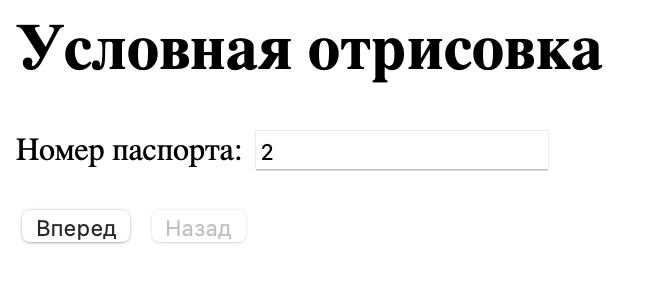 Условная отрисовка
Номер паспорта: 2
Вперед Назад